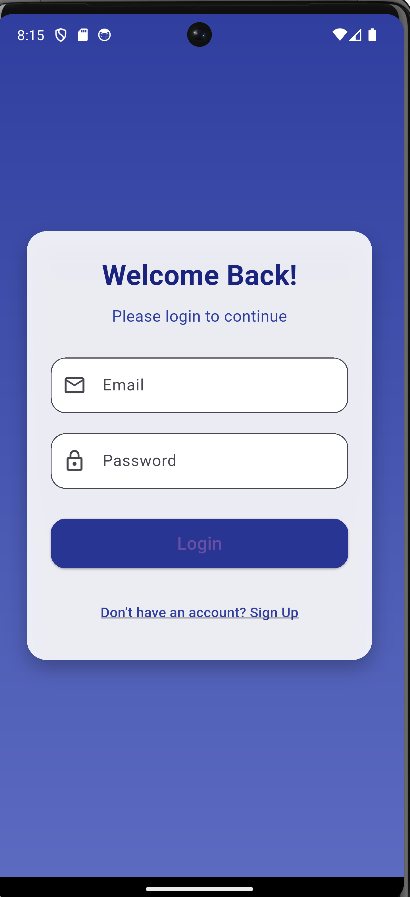 8:15
Welcome Back!
Please login to continue
Email
Password
Login
Don't have an account? Sign Up